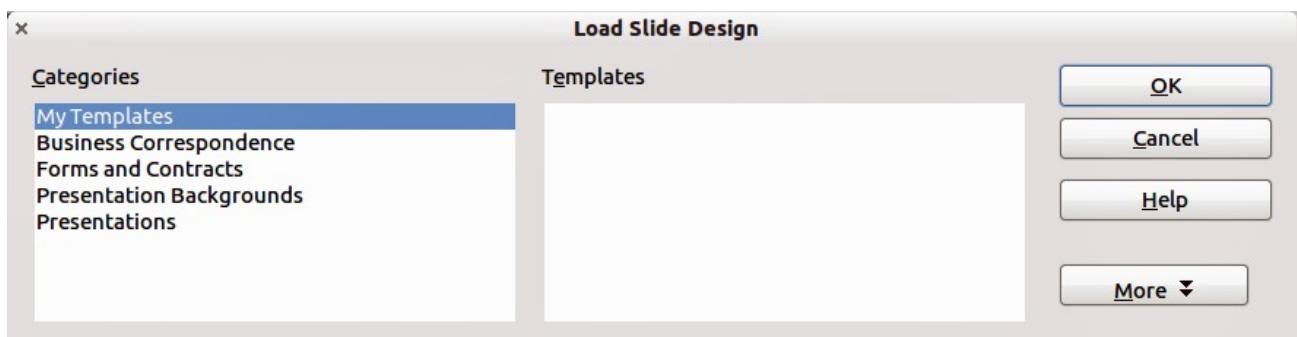 Load Slide Design
Categories
My Templates
Business Correspondence
Forms and Contracts
Presentation Backgrounds
Presentations
Templates
OK
Cancel
Help
More